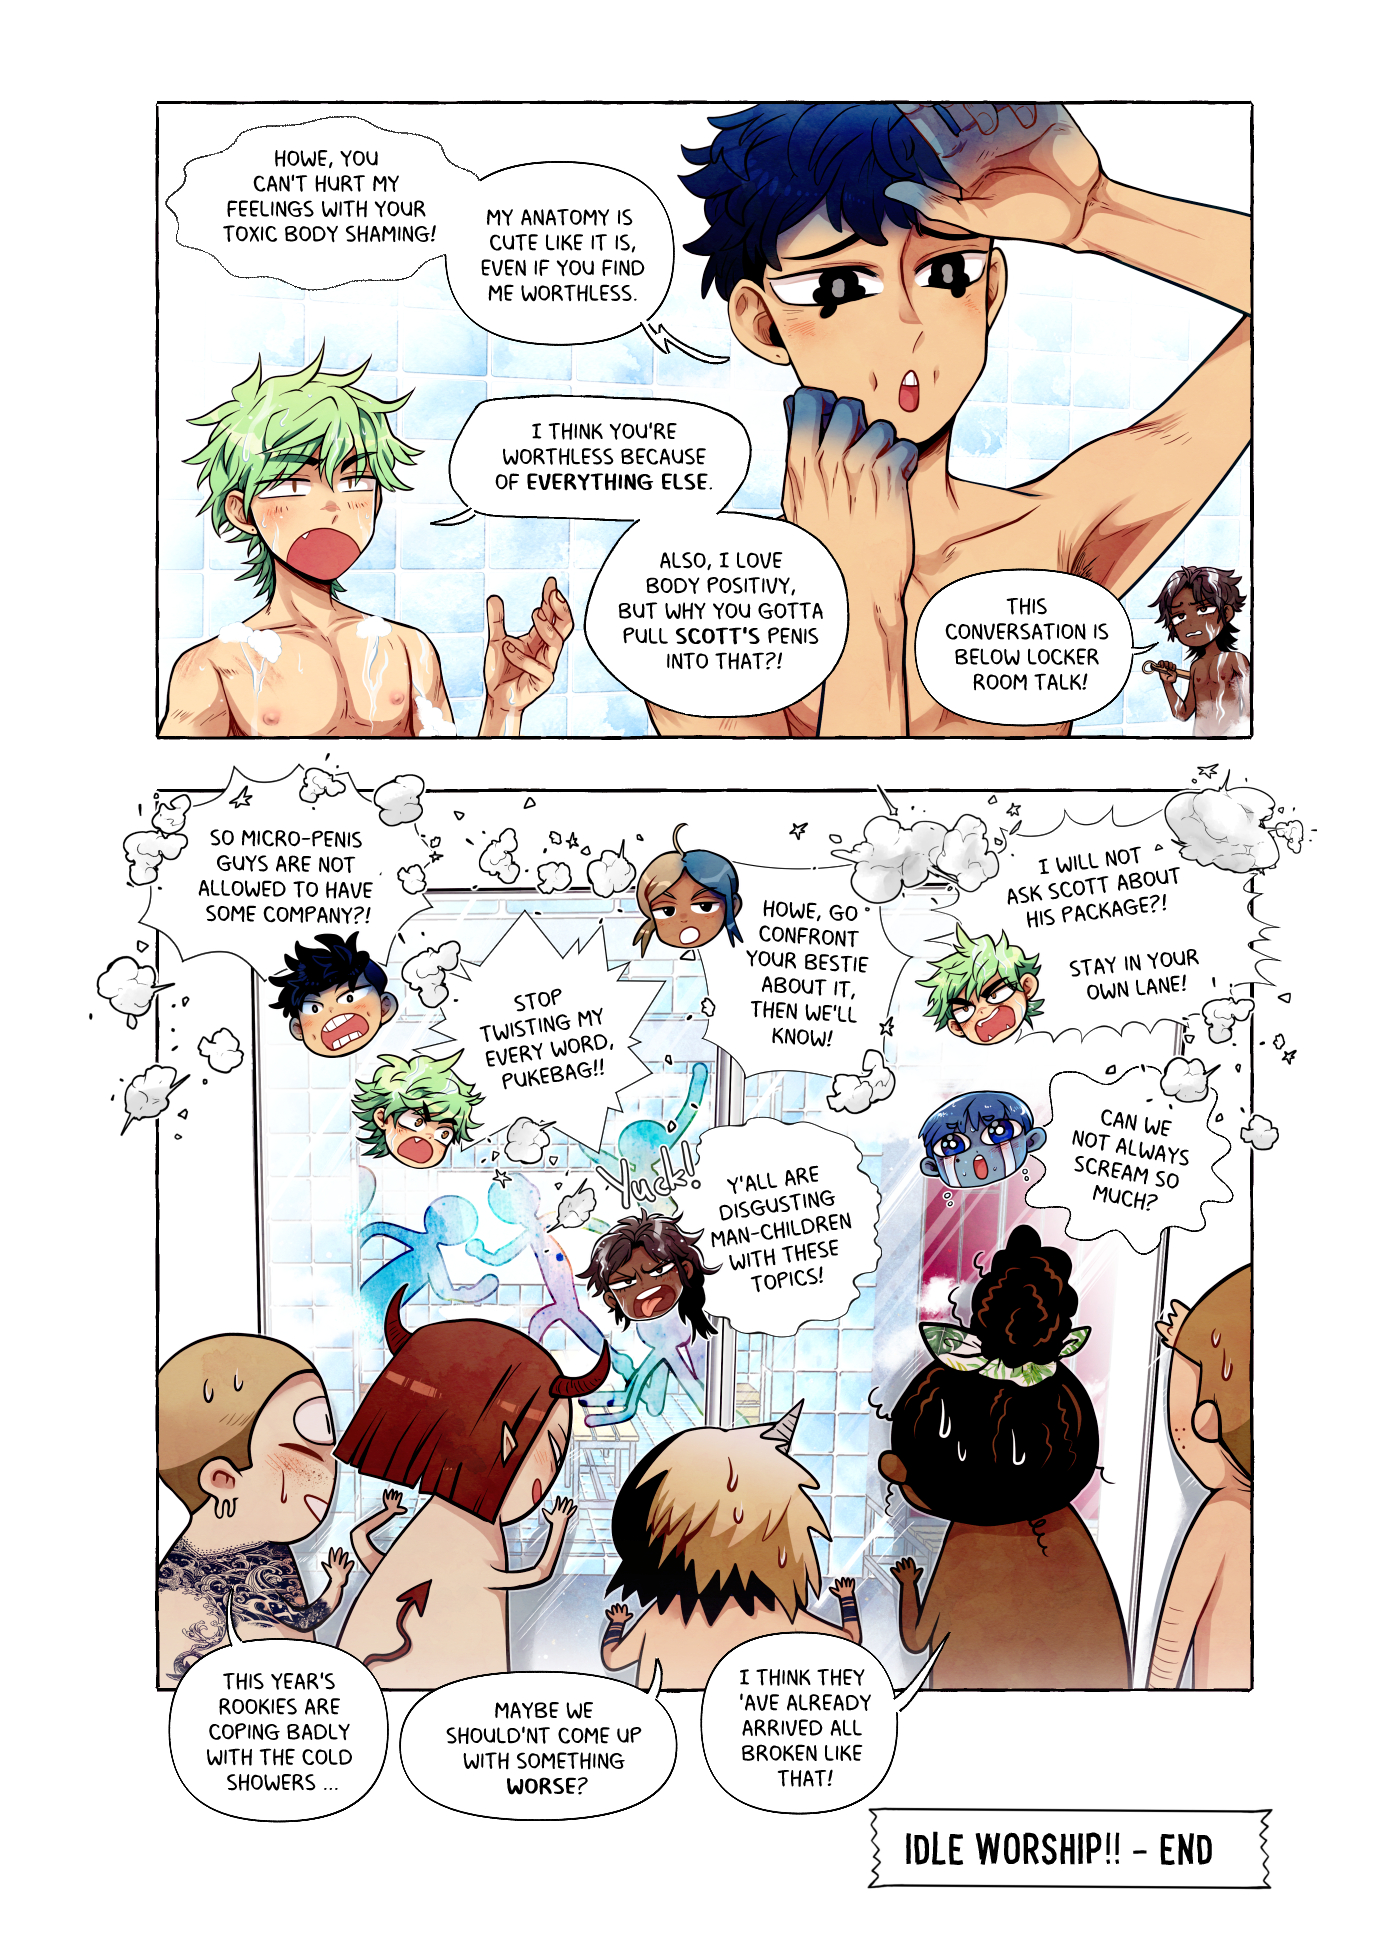 HOWE, YOU
CAN'T HURT MY
FEELINGS WITH YOUR
TOXIC BODY SHAMING!
MY ANATOMY IS
CUTE LIKE IT IS,
EVEN IF YOU FIND
ME WORTHLESS.
I THINK YOU'RE
WORTHLESS BECAUSE
OF EVERYTHING ELSE.
ALSO, I LOVE
BODY POSITIVY,
BUT WHY YOU GOTTA
PULL SCOTT'S PENIS
INTO THAT?!
THIS
CONVERSATION IS
BELOW LOCKER
ROOM TALK!
SO MICRO-PENIS
GUYS ARE NOT
ALLOWED TO HAVE
SOME COMPANY?!
STOP
TWISTING MY
EVERY WORD,
PUKEBAG!!
HOWE, GO
CONFRONT
YOUR BESTIE
ABOUT IT,
THEN WE'LL
KNOW!
I WILL NOT
ASK SCOTT ABOUT
HIS PACKAGE?!
STAY IN YOUR
OWN LANE!
Yuck!
Y'ALL ARE
DISGUSTING
MAN-CHILDREN
WITH THESE
TOPICS!
CAN WE
NOT ALWAYS
SCREAM SO
MUCH?
THIS YEAR'S
ROOKIES ARE
COPING BADLY
WITH THE COLD
SHOWERS ...
MAYBE WE
SHOULD'NT COME UP
WITH SOMETHING
WORSE?
I THINK THEY
'AVE ALREADY
ARRIVED ALL
BROKEN LIKE
THAT!
IDLE WORSHIP!! - END